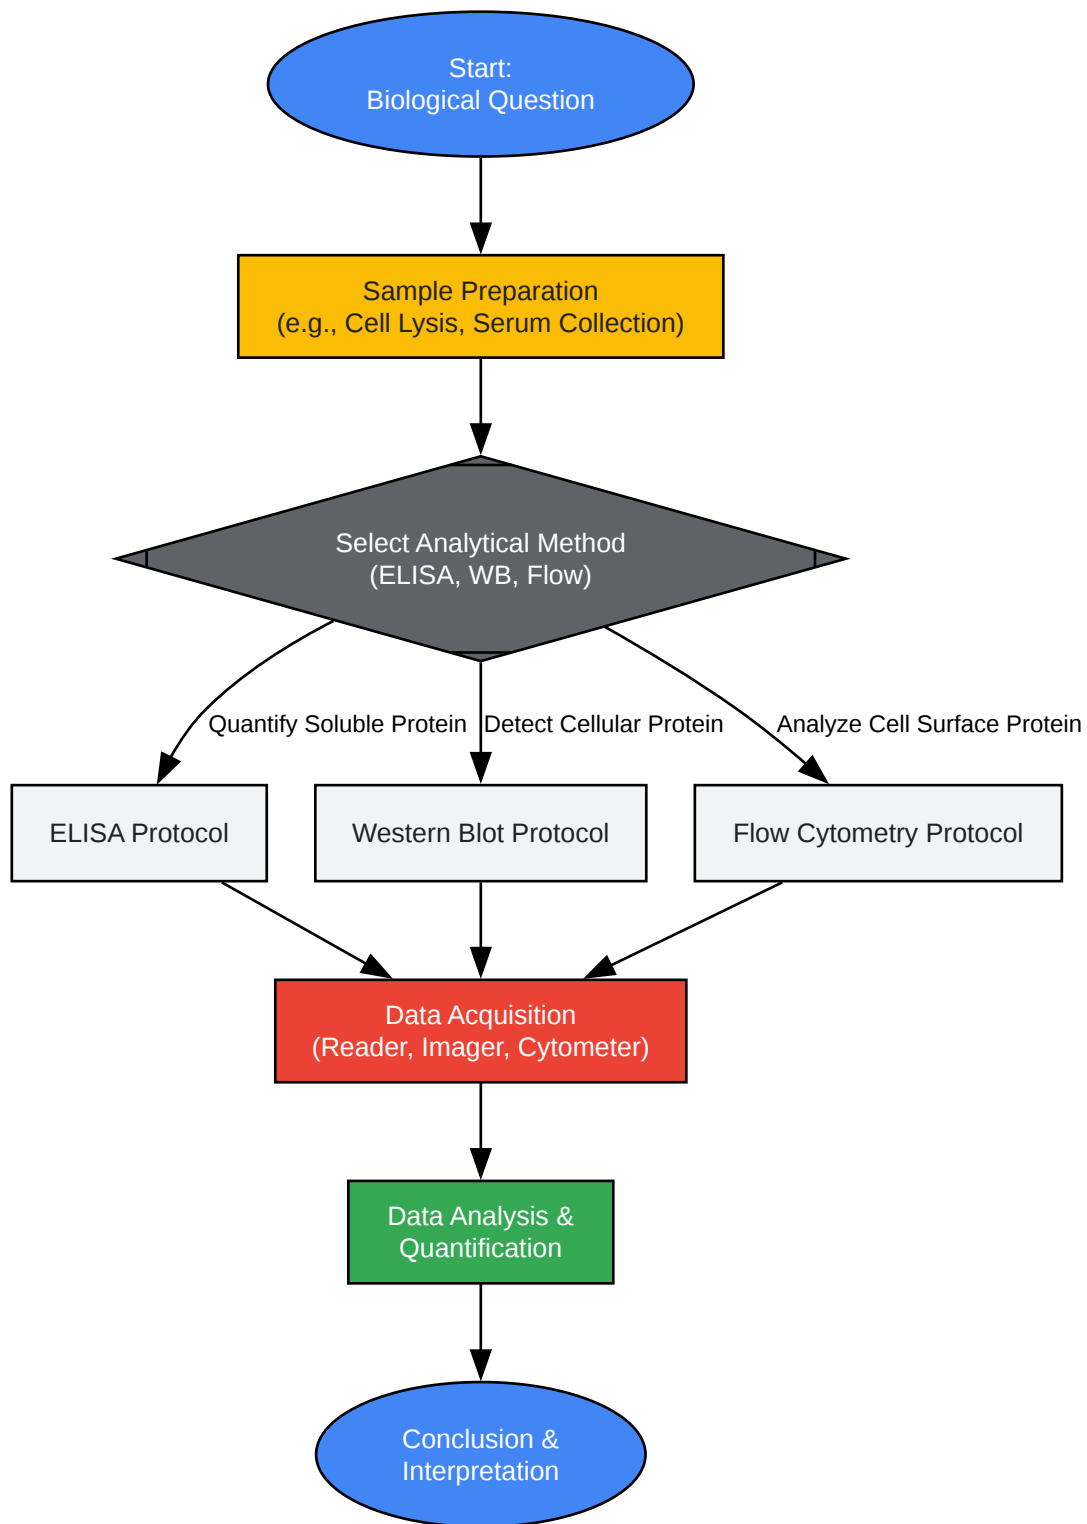 Start:
Biological Question
Sample Preparation
(e.g., Cell Lysis, Serum Collection)
Select Analytical Method
(ELISA, WB, Flow)
Quantify Soluble Protein
Detect Cellular Protein
Analyze Cell Surface Protein
ELISA Protocol
Western Blot Protocol
Flow Cytometry Protocol
Data Acquisition
(Reader, Imager, Cytometer)
Data Analysis &
Quantification
Conclusion &
Interpretation